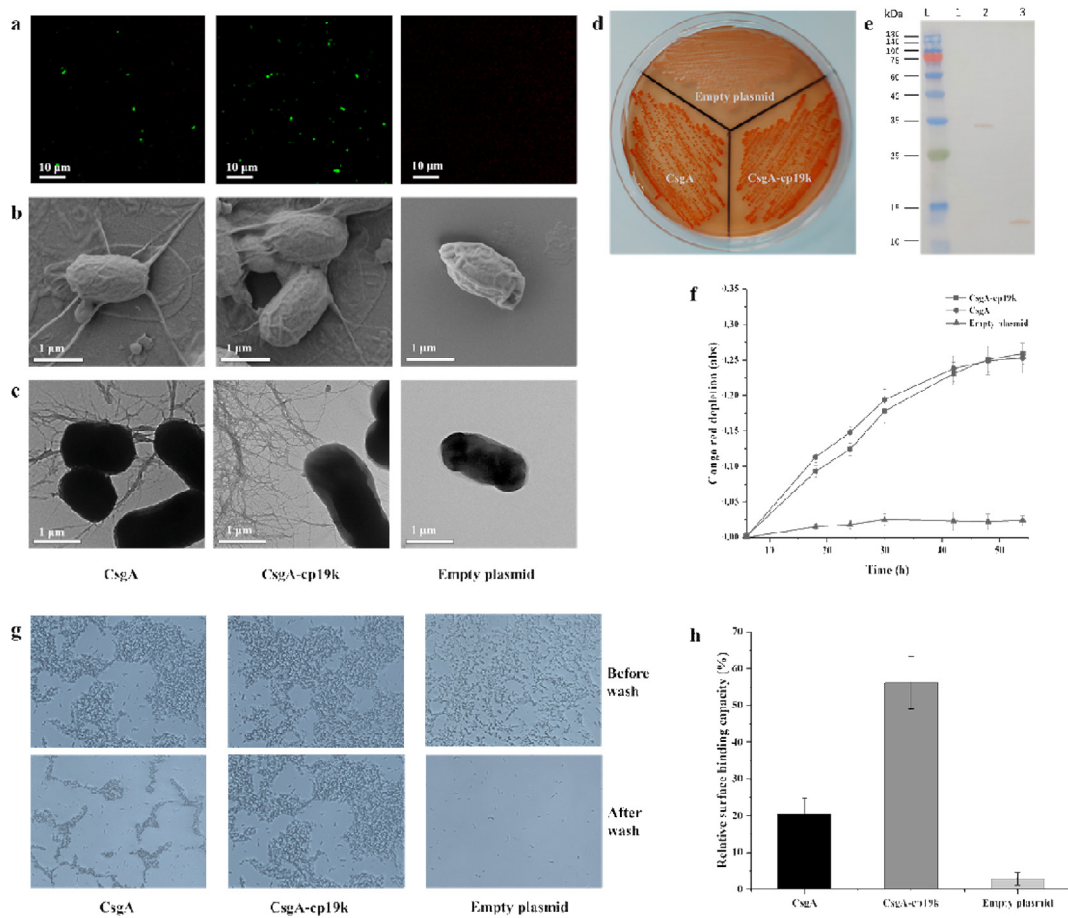 a
10 μm
10 μm
10 μm
b
1 μm
1 μm
1 μm
c
1 μm
1 μm
1 μm
CsgA
CsgA-cp19k
Empty plasmid
d
Empty plasmid
CsgA
CsgA-cp19k
e
kDa
L 1 2 3
100
75
60
45
35
25
15
10
f
CsgA-cp19k
CsgA
Empty plasmid
Congo red depletion (abs)
0,35
0,30
0,25
0,20
0,15
0,10
0,05
0,00
10 20 30 40 50
Time (h)
g
Before
wash
After
wash
CsgA
CsgA-cp19k
Empty plasmid
h
Relative surface binding capacity (%)
70
60
50
40
30
20
10
0
CsgA
CsgA-cp19k
Empty plasmid